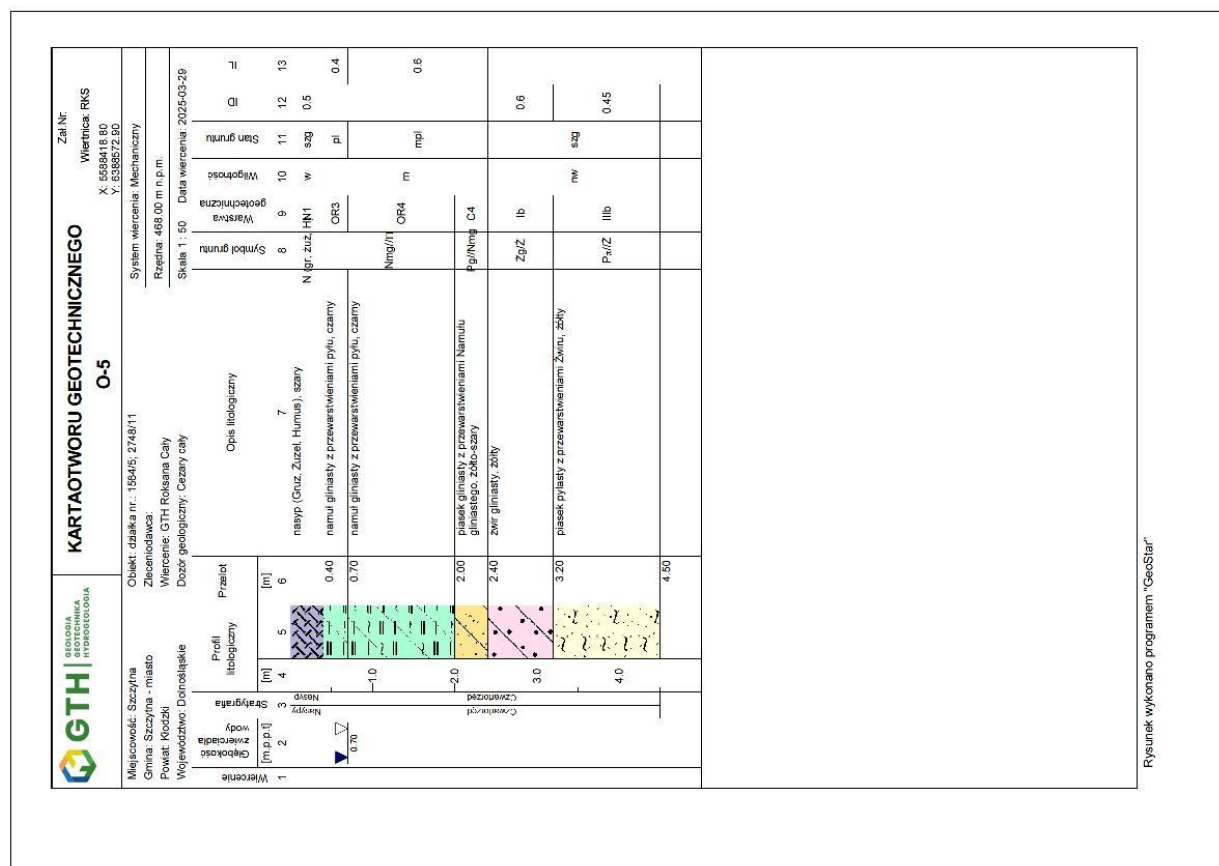 GTH
GEOLOGIA
GEOTECHNIKA
HYDROGEOLOGIA
KARTAOTWORU GEOTECHNICZNEGO
O-5
Zał.Nr:
Wiertnica: RKS
X: 5588418.80
Y: 6388572.90
Miejscowość: Szczytna
Gmina: Szczytna - miasto
Powiat: Kłodzki
Województwo: Dolnośląskie
Obiekt: działka nr.: 1584/5; 2748/11
Zleceniodawca:
Wiercenie: GTH Roksana Cały
Dozór geologiczny: Cezary cały
System wiercenia: Mechaniczny
Rzędna: 468.00 m n.p.m.
Skala 1 : 50
Data wiercenia: 2025-03-29
Wiercenie
Głębokość zwierciadła wody
[m.p.p.t]
Stratygrafia
Profil litologiczny
[m]
Przelot
[m]
Opis litologiczny
Symbol gruntu
Warstwa geotechniczna
Wilgotność
Stan gruntu
ID
IL
1 2 3 4 5 6 7 8 9 10 11 12 13
0.70
Nasypy
Nasyp
Czwartorzęd
Czwartorzęd
1.0
2.0
3.0
4.0
nasyp (Gruz, Zuzel, Humus), szary
N (gr, żuż, HN1 w szg 0.5
0.40
namuł gliniasty z przewarstwieniami pyłu, czarny
OR3 pl 0.4
0.70
namuł gliniasty z przewarstwieniami pyłu, czarny
Nmg//Π OR4 m mpl 0.6
2.00
piasek gliniasty z przewarstwieniami Namułu
gliniastego, żółto-szary
Pg//Nmg C4
2.40
żwir gliniasty, żółty
Zg/Ż Ib 0.6
3.20
piasek pylasty z przewarstwieniami Żwiru, żółty
Pπ//Ż IIIb nw szg 0.45
4.50
Rysunek wykonano programem "GeoStar"